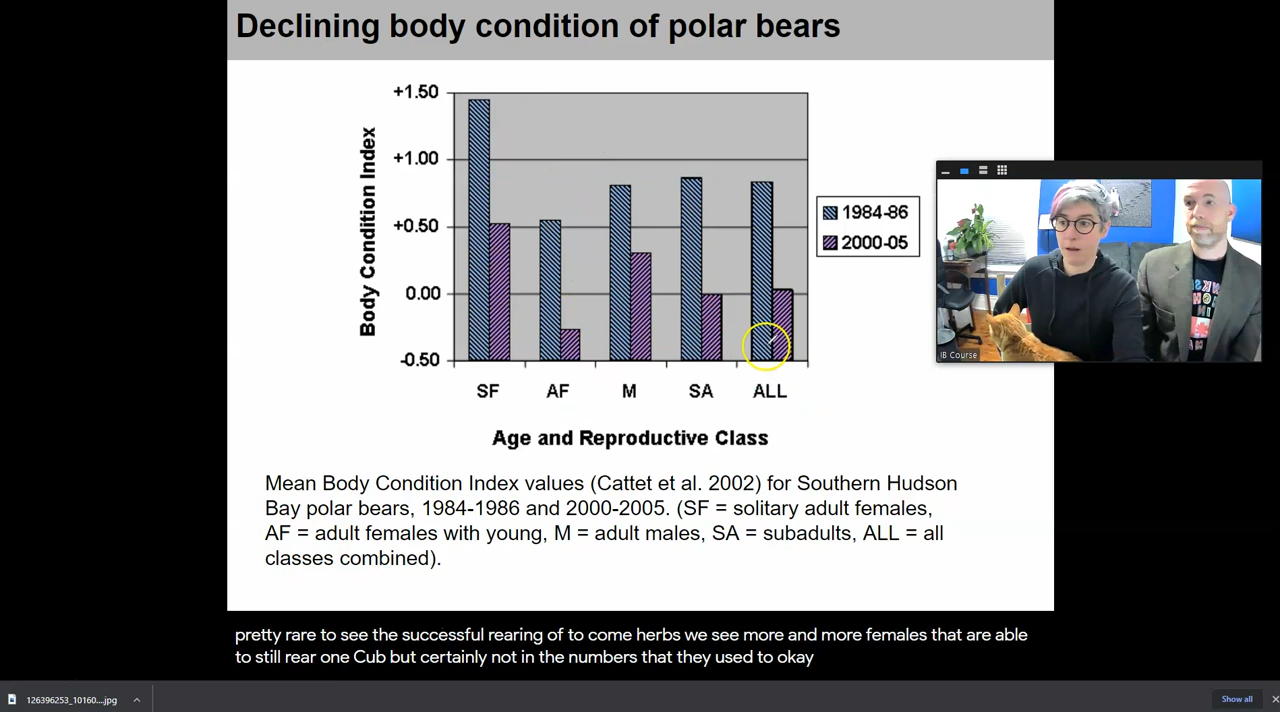 Declining body condition of polar bears
+1.50
+1.00
+0.50
0.00
-0.50
Body Condition Index
1984-86
2000-05
SF AF M SA ALL
Age and Reproductive Class
IB Course
Mean Body Condition Index values (Cattet et al. 2002) for Southern Hudson
Bay polar bears, 1984-1986 and 2000-2005. (SF = solitary adult females,
AF = adult females with young, M = adult males, SA = subadults, ALL = all
classes combined).
pretty rare to see the successful rearing of to come herbs we see more and more females that are able
to still rear one Cub but certainly not in the numbers that they used to okay
126396253_10160....jpg
Show all